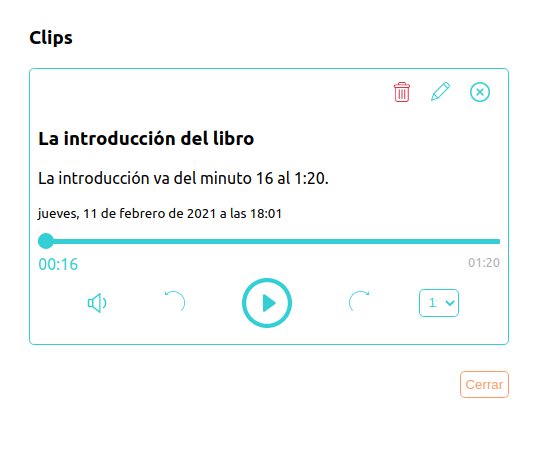 Clips
La introducción del libro
La introducción va del minuto 16 al 1:20.
jueves, 11 de febrero de 2021 a las 18:01
00:16
01:20
1
Cerrar